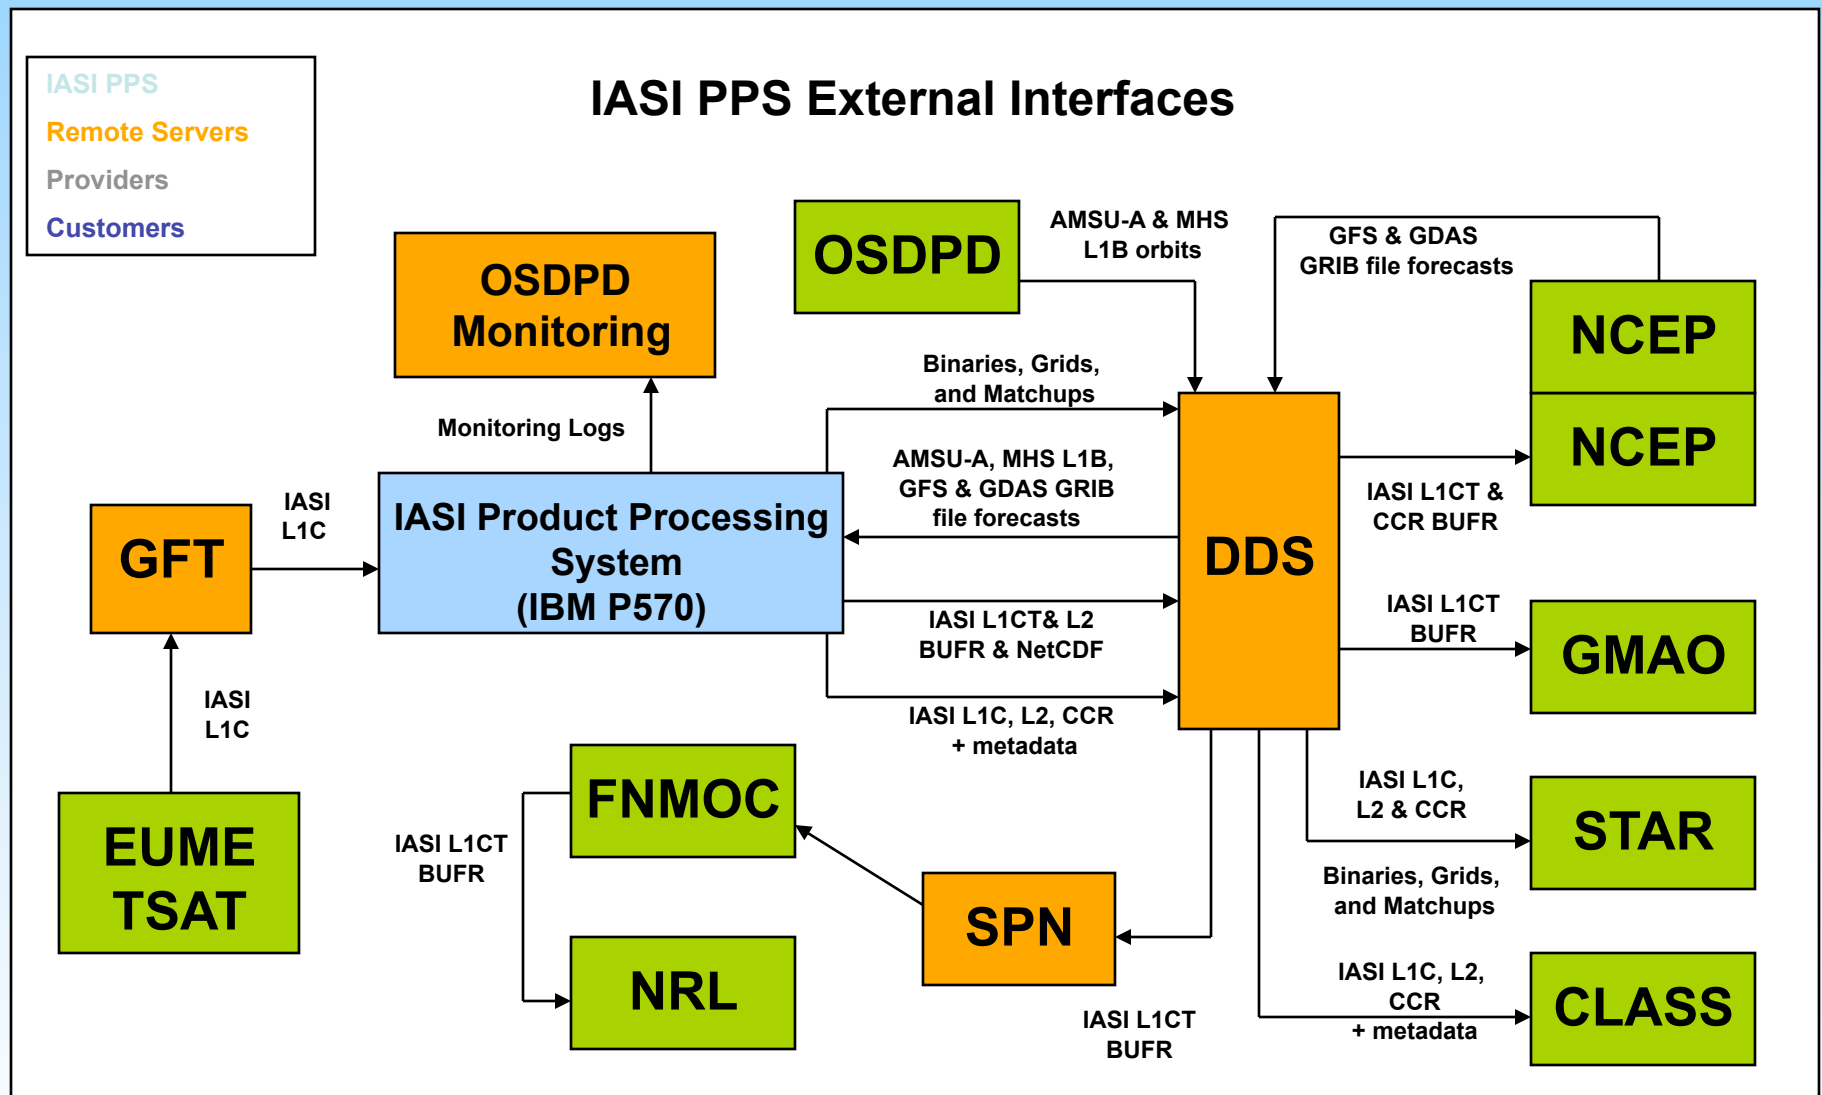 IASI PPS External Interfaces
IASI PPS
Remote Servers
Providers
Customers
OSDPD
Monitoring
OSDPD
AMSU-A & MHS
L1B orbits
GFS & GDAS
GRIB file forecasts
NCEP
NCEP
Binaries, Grids,
and Matchups
Monitoring Logs
AMSU-A, MHS L1B,
GFS & GDAS GRIB
file forecasts
IASI L1CT &
CCR BUFR
IASI
L1C
GFT
IASI Product Processing
System
(IBM P570)
DDS
IASI L1CT& L2
BUFR & NetCDF
IASI L1CT
BUFR
GMAO
IASI
L1C
IASI L1C, L2, CCR
+ metadata
EUME
TSAT
FNMOC
IASI L1CT
BUFR
SPN
NRL
IASI L1CT
BUFR
IASI L1C,
L2 & CCR
STAR
Binaries, Grids,
and Matchups
IASI L1C, L2,
CCR
+ metadata
CLASS